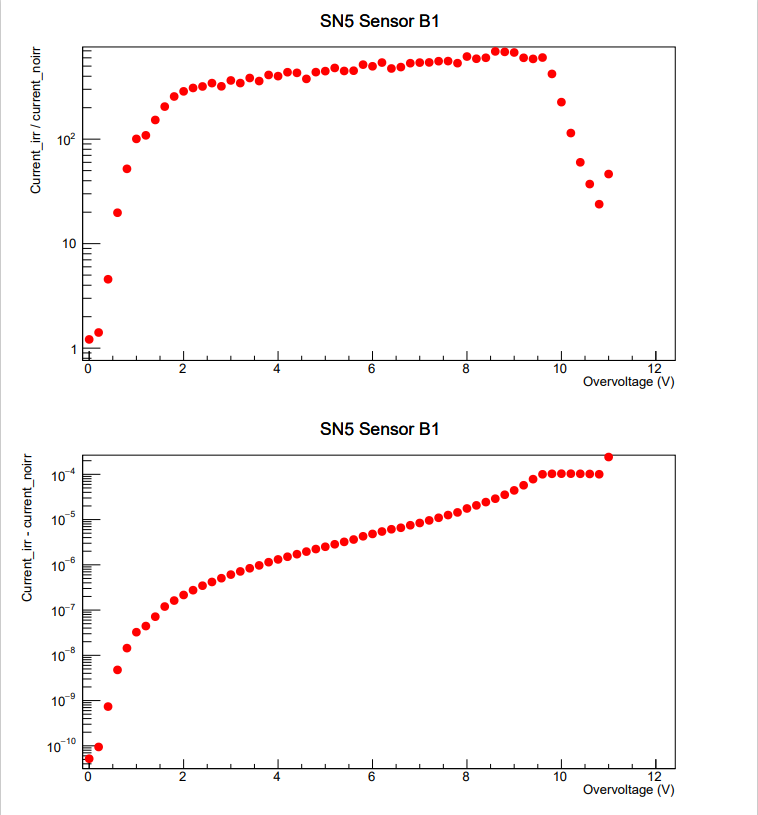 SN5 Sensor B1
Current_irr / current_noirr
10²
10
1
0 2 4 6 8 10 12
Overvoltage (V)
SN5 Sensor B1
Current_irr - current_noirr
10⁻⁴
10⁻⁵
10⁻⁶
10⁻⁷
10⁻⁸
10⁻⁹
10⁻¹⁰
0 2 4 6 8 10 12
Overvoltage (V)